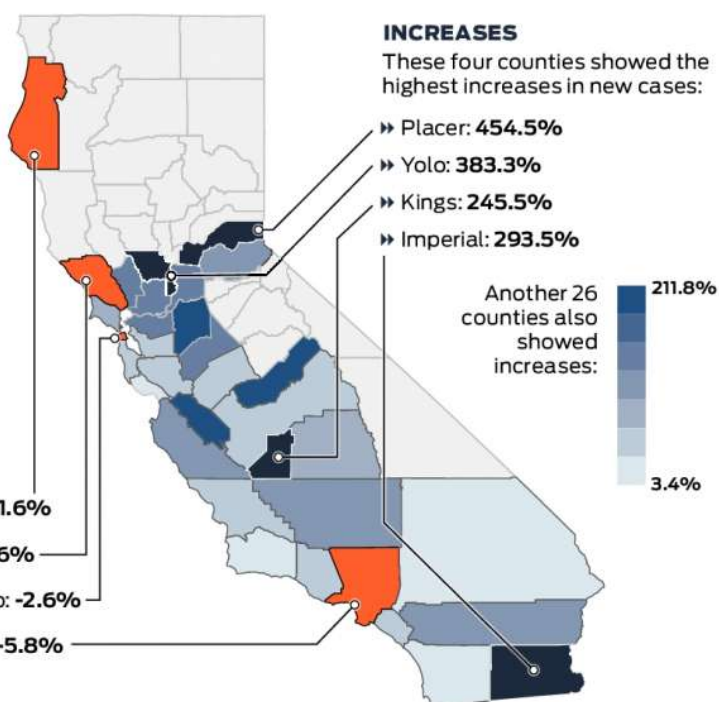 INCREASES
These four counties showed the
highest increases in new cases:
Placer: 454.5%
Yolo: 383.3%
Kings: 245.5%
Imperial: 293.5%
Another 26
counties also
showed
increases:
211.8%
3.4%
1.6%
6%
: -2.6%
-5.8%